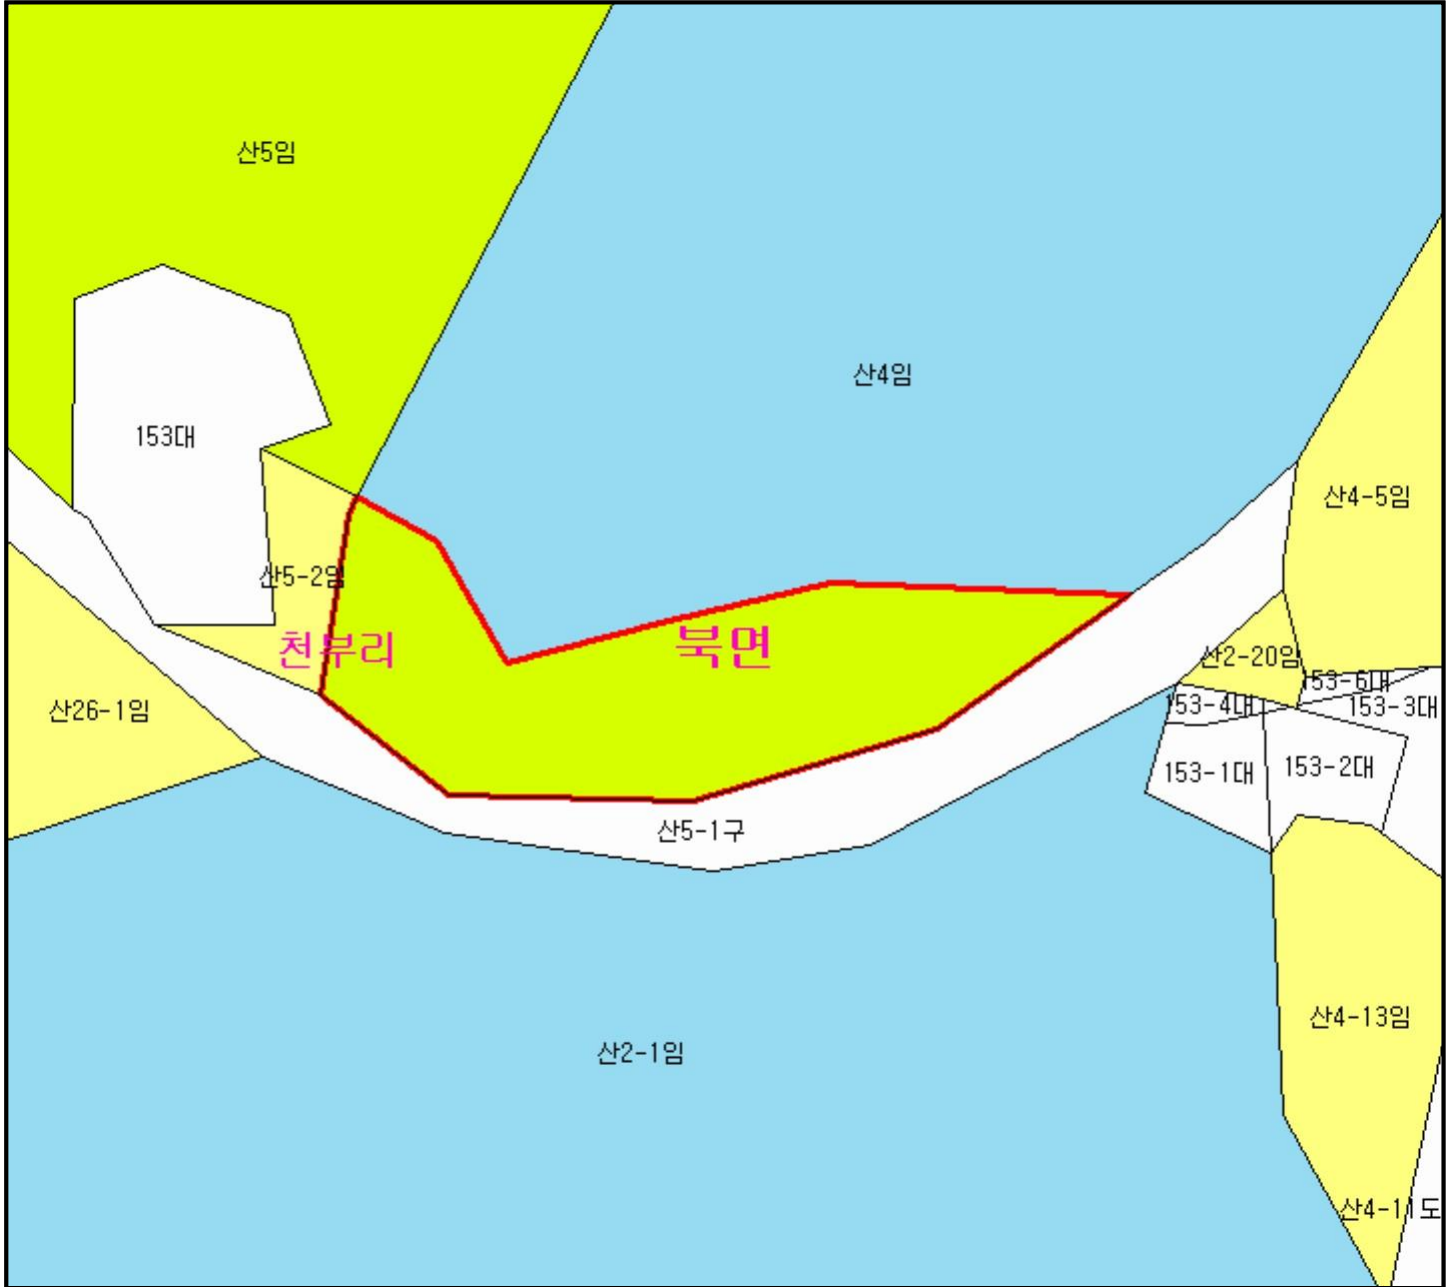 산5임
산4임
153대
산4-5임
산5-2임
천부리
북면
산2-20임
153-6대
산26-1임
153-4대
153-3대
153-1대
153-2대
산5-1구
산4-13임
산2-1임
산4-11도